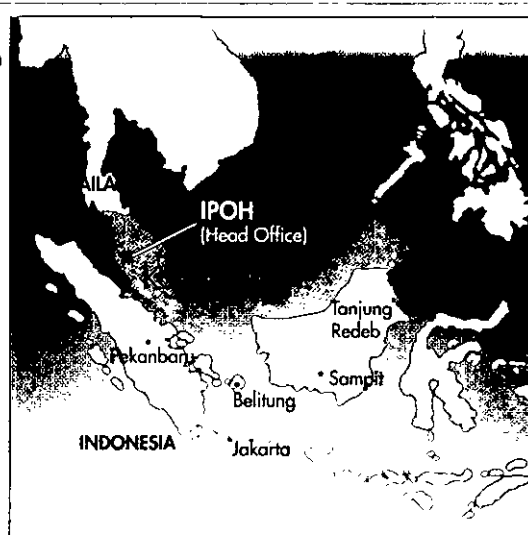 AILA
IPOH
(Head Office)
Tanjung
Redeb
Pekanbaru
Sampit
Belitung
INDONESIA
Jakarta